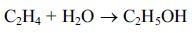 C₂H₄ + H₂O → C₂H₅OH